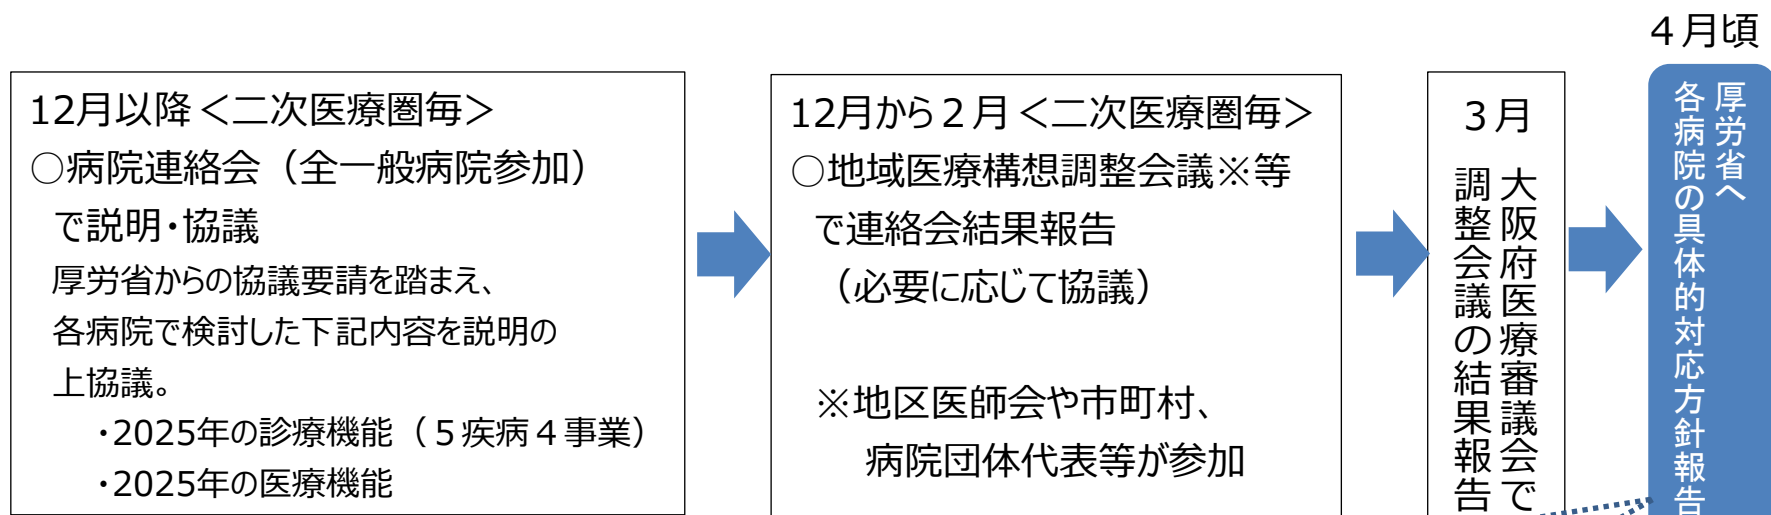 12月以降＜二次医療圏毎＞
○病院連絡会（全一般病院参加）
で説明・協議
厚労省からの協議要請を踏まえ、
各病院で検討した下記内容を説明の
上協議。
・2025年の診療機能（５疾病４事業）
・2025年の医療機能
12月から２月＜二次医療圏毎＞
○地域医療構想調整会議※等
で連絡会結果報告
（必要に応じて協議）
※地区医師会や市町村、
病院団体代表等が参加
３月
大阪府医療審議会で
調整会議の結果報告
４月頃
厚労省へ
各病院の具体的対応方針報告